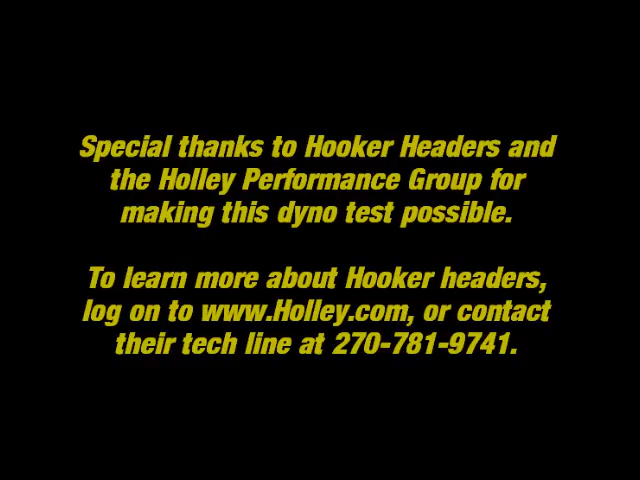 Special thanks to Hooker Headers and
the Holley Performance Group for
making this dyno test possible.
To learn more about Hooker headers,
log on to www.Holley.com, or contact
their tech line at 270-781-9741.